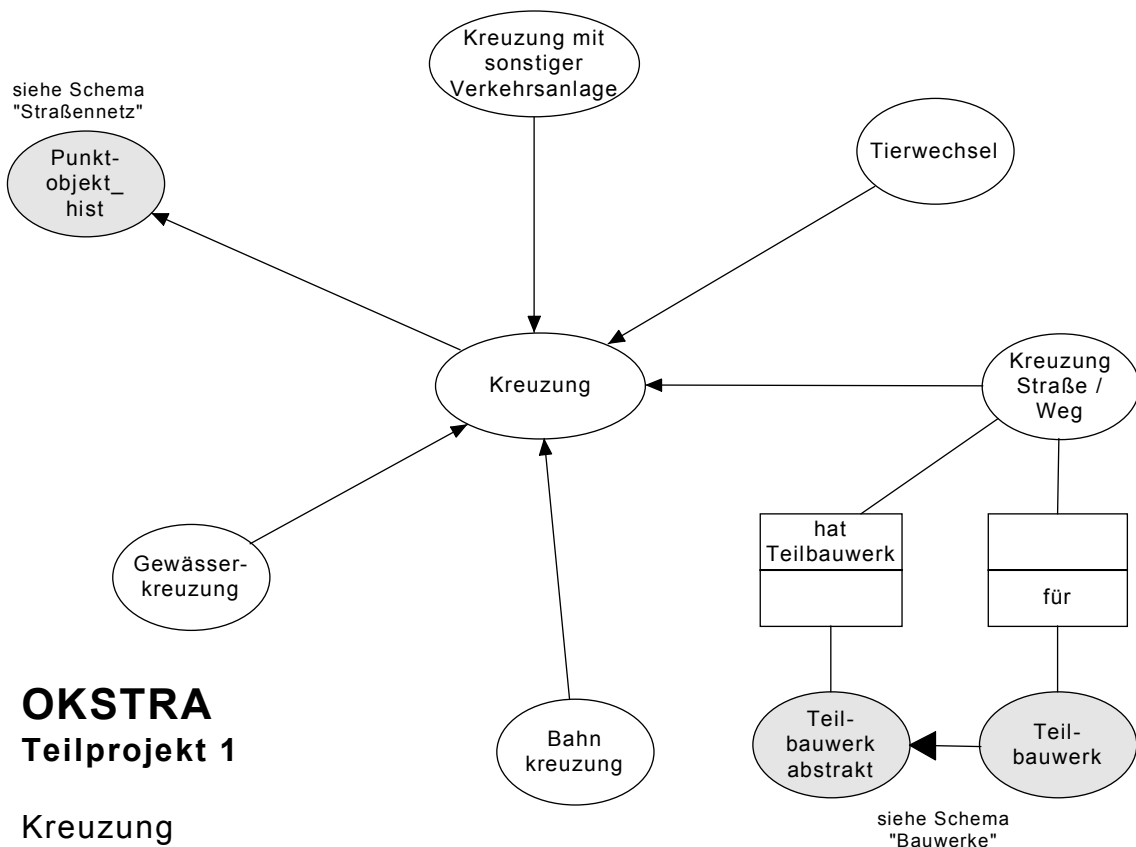 Kreuzung mit
sonstiger
Verkehrsanlage
siehe Schema
"Straßennetz"
Punkt-
objekt_
hist
Tierwechsel
Kreuzung
Kreuzung
Straße /
Weg
hat
Teilbauwerk
für
Gewässer-
kreuzung
Bahn
kreuzung
Teil-
bauwerk
abstrakt
Teil-
bauwerk
siehe Schema
"Bauwerke"
OKSTRA
Teilprojekt 1
Kreuzung